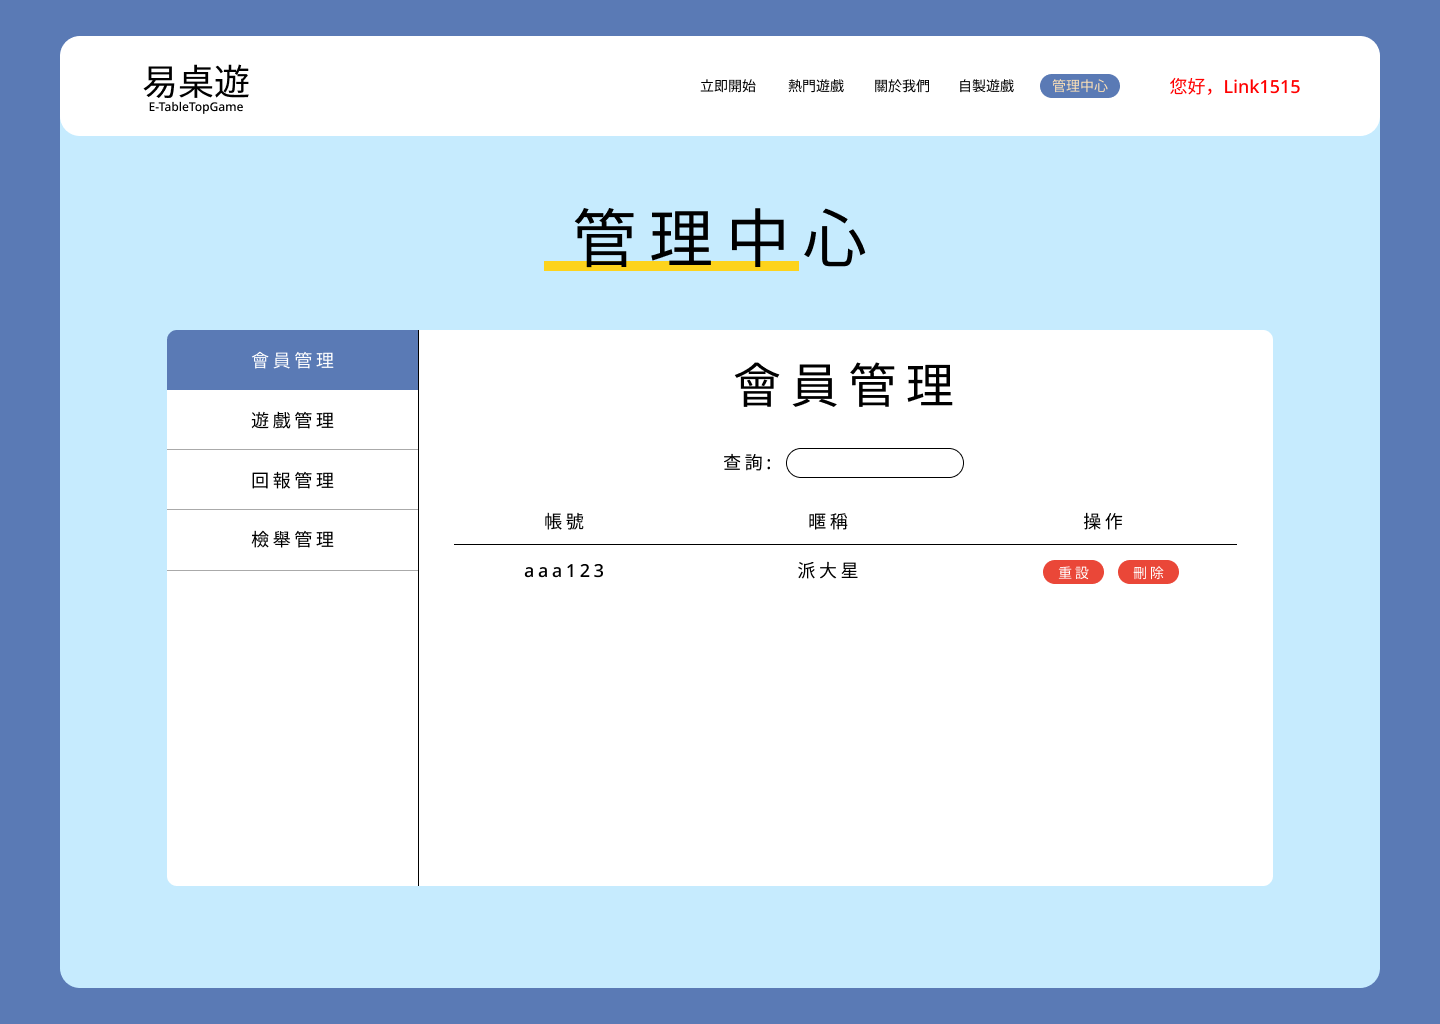 易桌遊
E-TableTopGame
立即開始 熱門遊戲 關於我們 自製遊戲 管理中心 您好，Link1515
管理中心
會員管理
遊戲管理
回報管理
檢舉管理
會員管理
查詢:
帳號 暱稱 操作
aaa123 派大星 重設 刪除